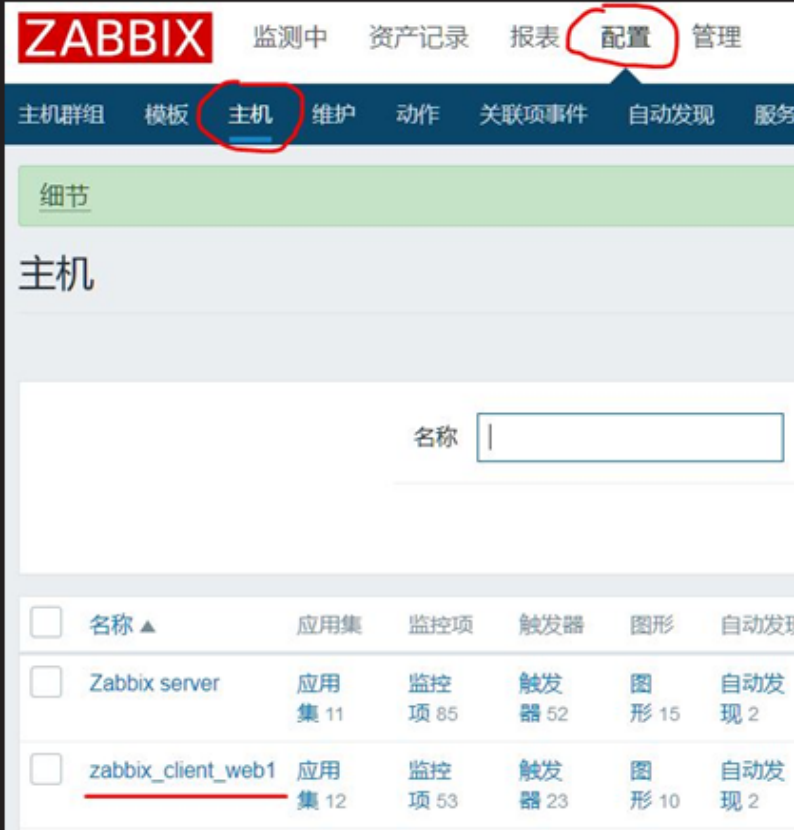 ZABBIX 监测中 资产记录 报表 配置 管理
主机群组 模板 主机 维护 动作 关联项事件 自动发现 服务
细节
主机
名称
名称 应用集 监控项 触发器 图形 自动发现
Zabbix server 应用 监控 触发 图 自动发
集 11 项 85 器 52 形 15 现 2
zabbix_client_web1 应用 监控 触发 图 自动发
集 12 项 53 器 23 形 10 现 2